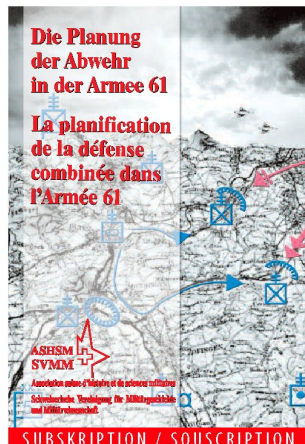 Die Planung
der Abwehr
in der Armee 61
La planification
de la défense
combinée dans
l'Armée 61
ASHSM
SVMM
Association suisse d'histoire et de sciences militaires
Schweizerische Vereinigung für Militärgeschichte
und Militärwissenschaft
SUBSKRIPTION / SOUSCRIPTION